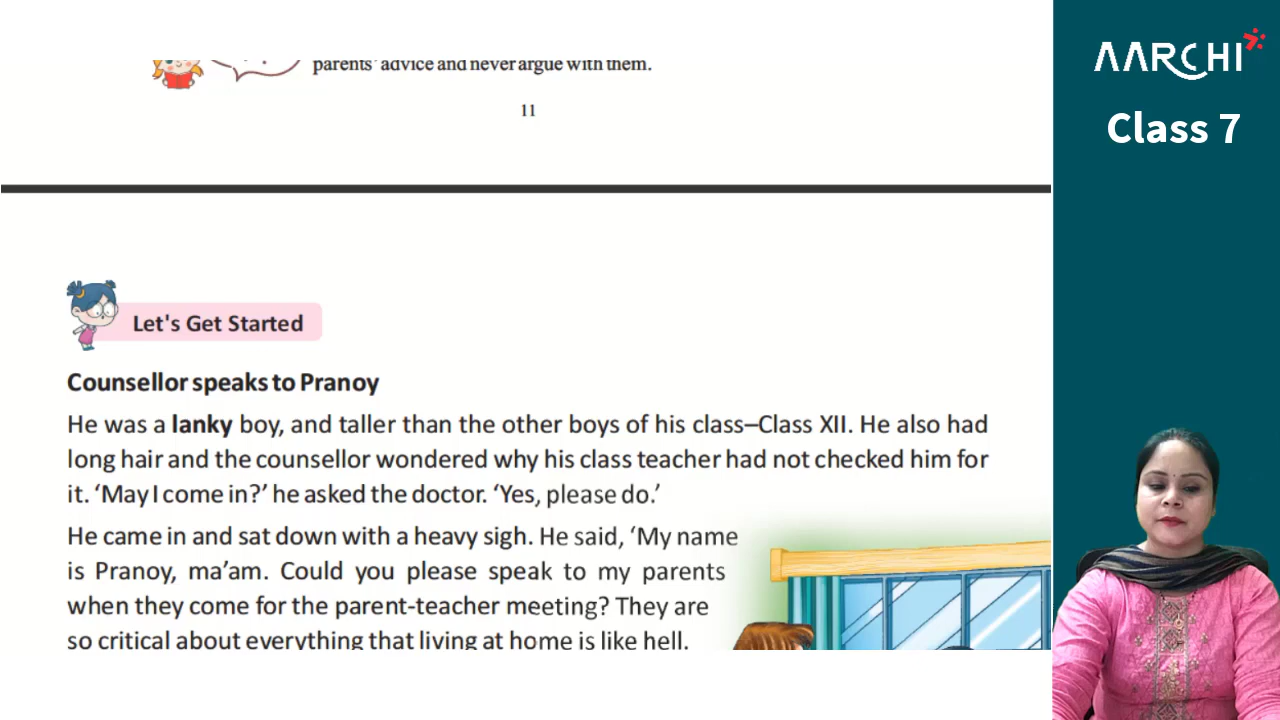 parents' advice and never argue with them.
11
Let's Get Started
Counsellor speaks to Pranoy
He was a lanky boy, and taller than the other boys of his class–Class XII. He also had
long hair and the counsellor wondered why his class teacher had not checked him for
it. 'May I come in?' he asked the doctor. 'Yes, please do.'
He came in and sat down with a heavy sigh. He said, 'My name
is Pranoy, ma'am. Could you please speak to my parents
when they come for the parent-teacher meeting? They are
so critical about everything that living at home is like hell.
AARCHI
Class 7